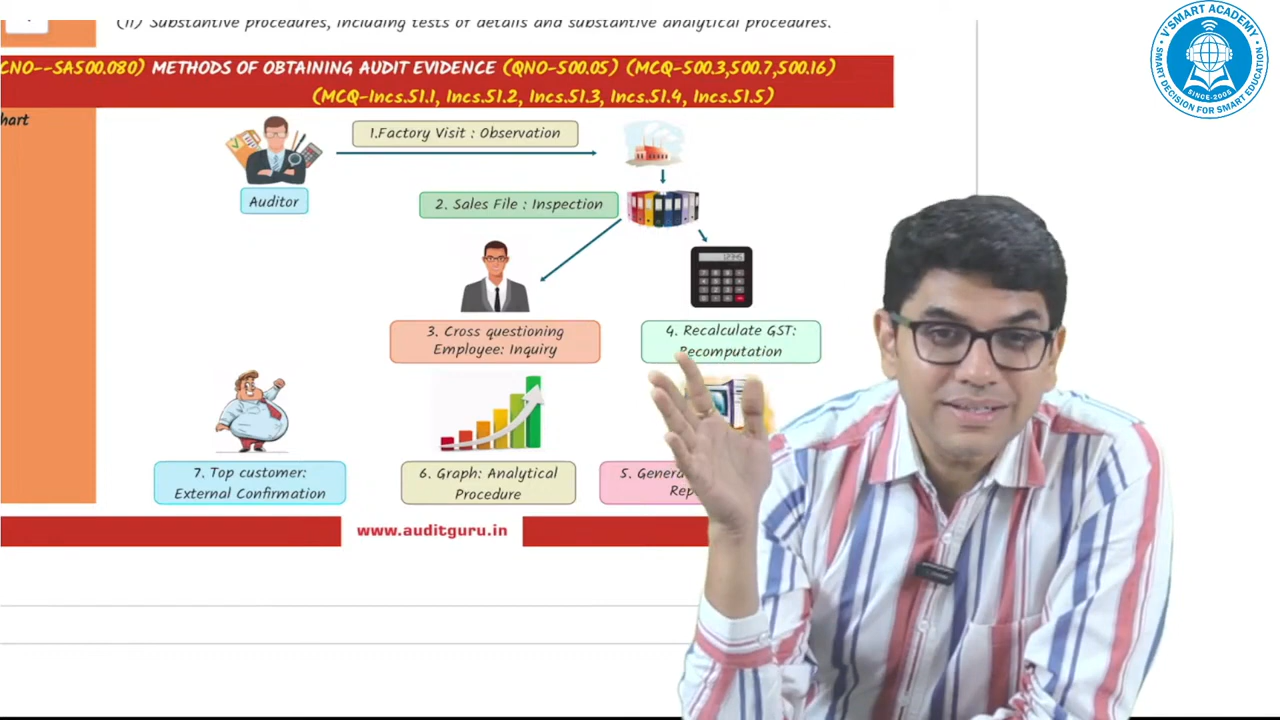 (ii) Substantive procedures, including tests of details and substantive analytical procedures.
CNO--SA500.080) METHODS OF OBTAINING AUDIT EVIDENCE (QNO-500.05) (MCQ-500.3,500.7,500.16)
(MCQ-Incs.51.1, Incs.51.2, Incs.51.3, Incs.51.4, Incs.51.5)
hart
1.Factory Visit : Observation
Auditor
2. Sales File : Inspection
3. Cross questioning
Employee: Inquiry
4. Recalculate GST:
Recomputation
7. Top customer:
External Confirmation
6. Graph: Analytical
Procedure
5.
www.auditguru.in
V'SMART ACADEMY
SINCE-2005
SMART DECISION FOR SMART EDUCATION